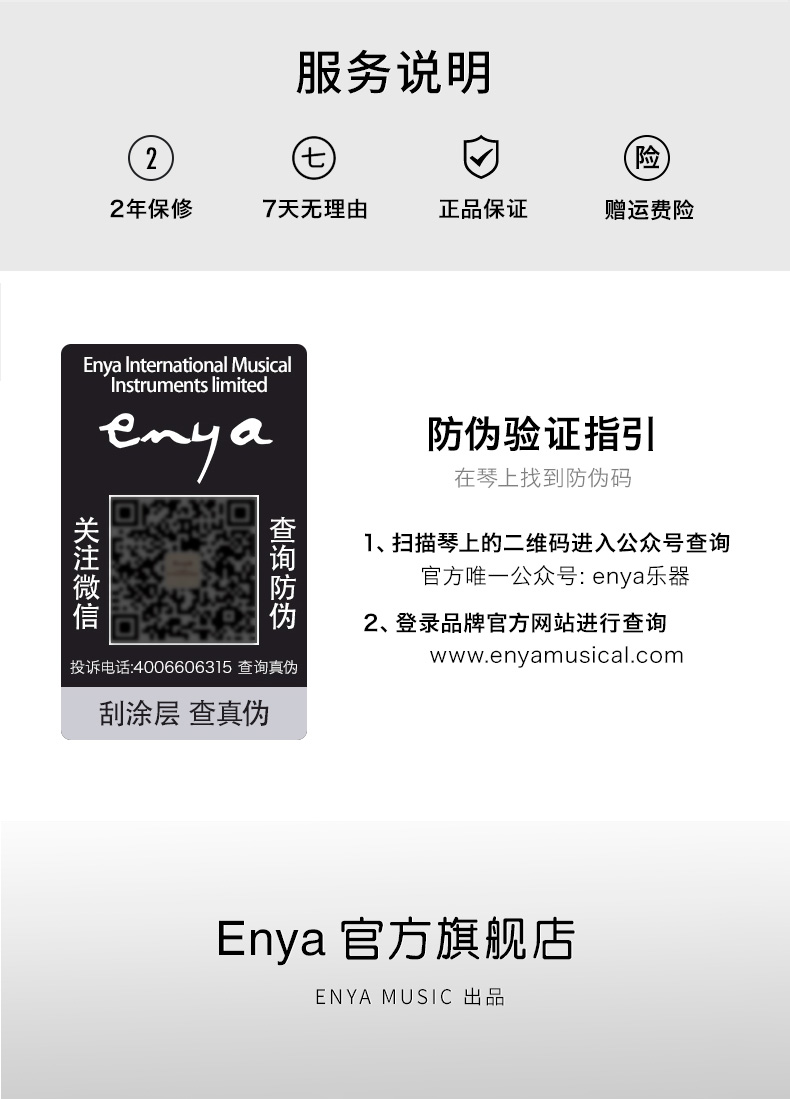 服务说明
2 七 险
2年保修 7天无理由 正品保证 赠运费险
Enya International Musical
Instruments limited
enya
关注微信
查询防伪
投诉电话:4006606315 查询真伪
刮涂层 查真伪
防伪验证指引
在琴上找到防伪码
1、扫描琴上的二维码进入公众号查询
官方唯一公众号: enya乐器
2、登录品牌官方网站进行查询
www.enyamusical.com
Enya 官方旗舰店
ENYA MUSIC 出品